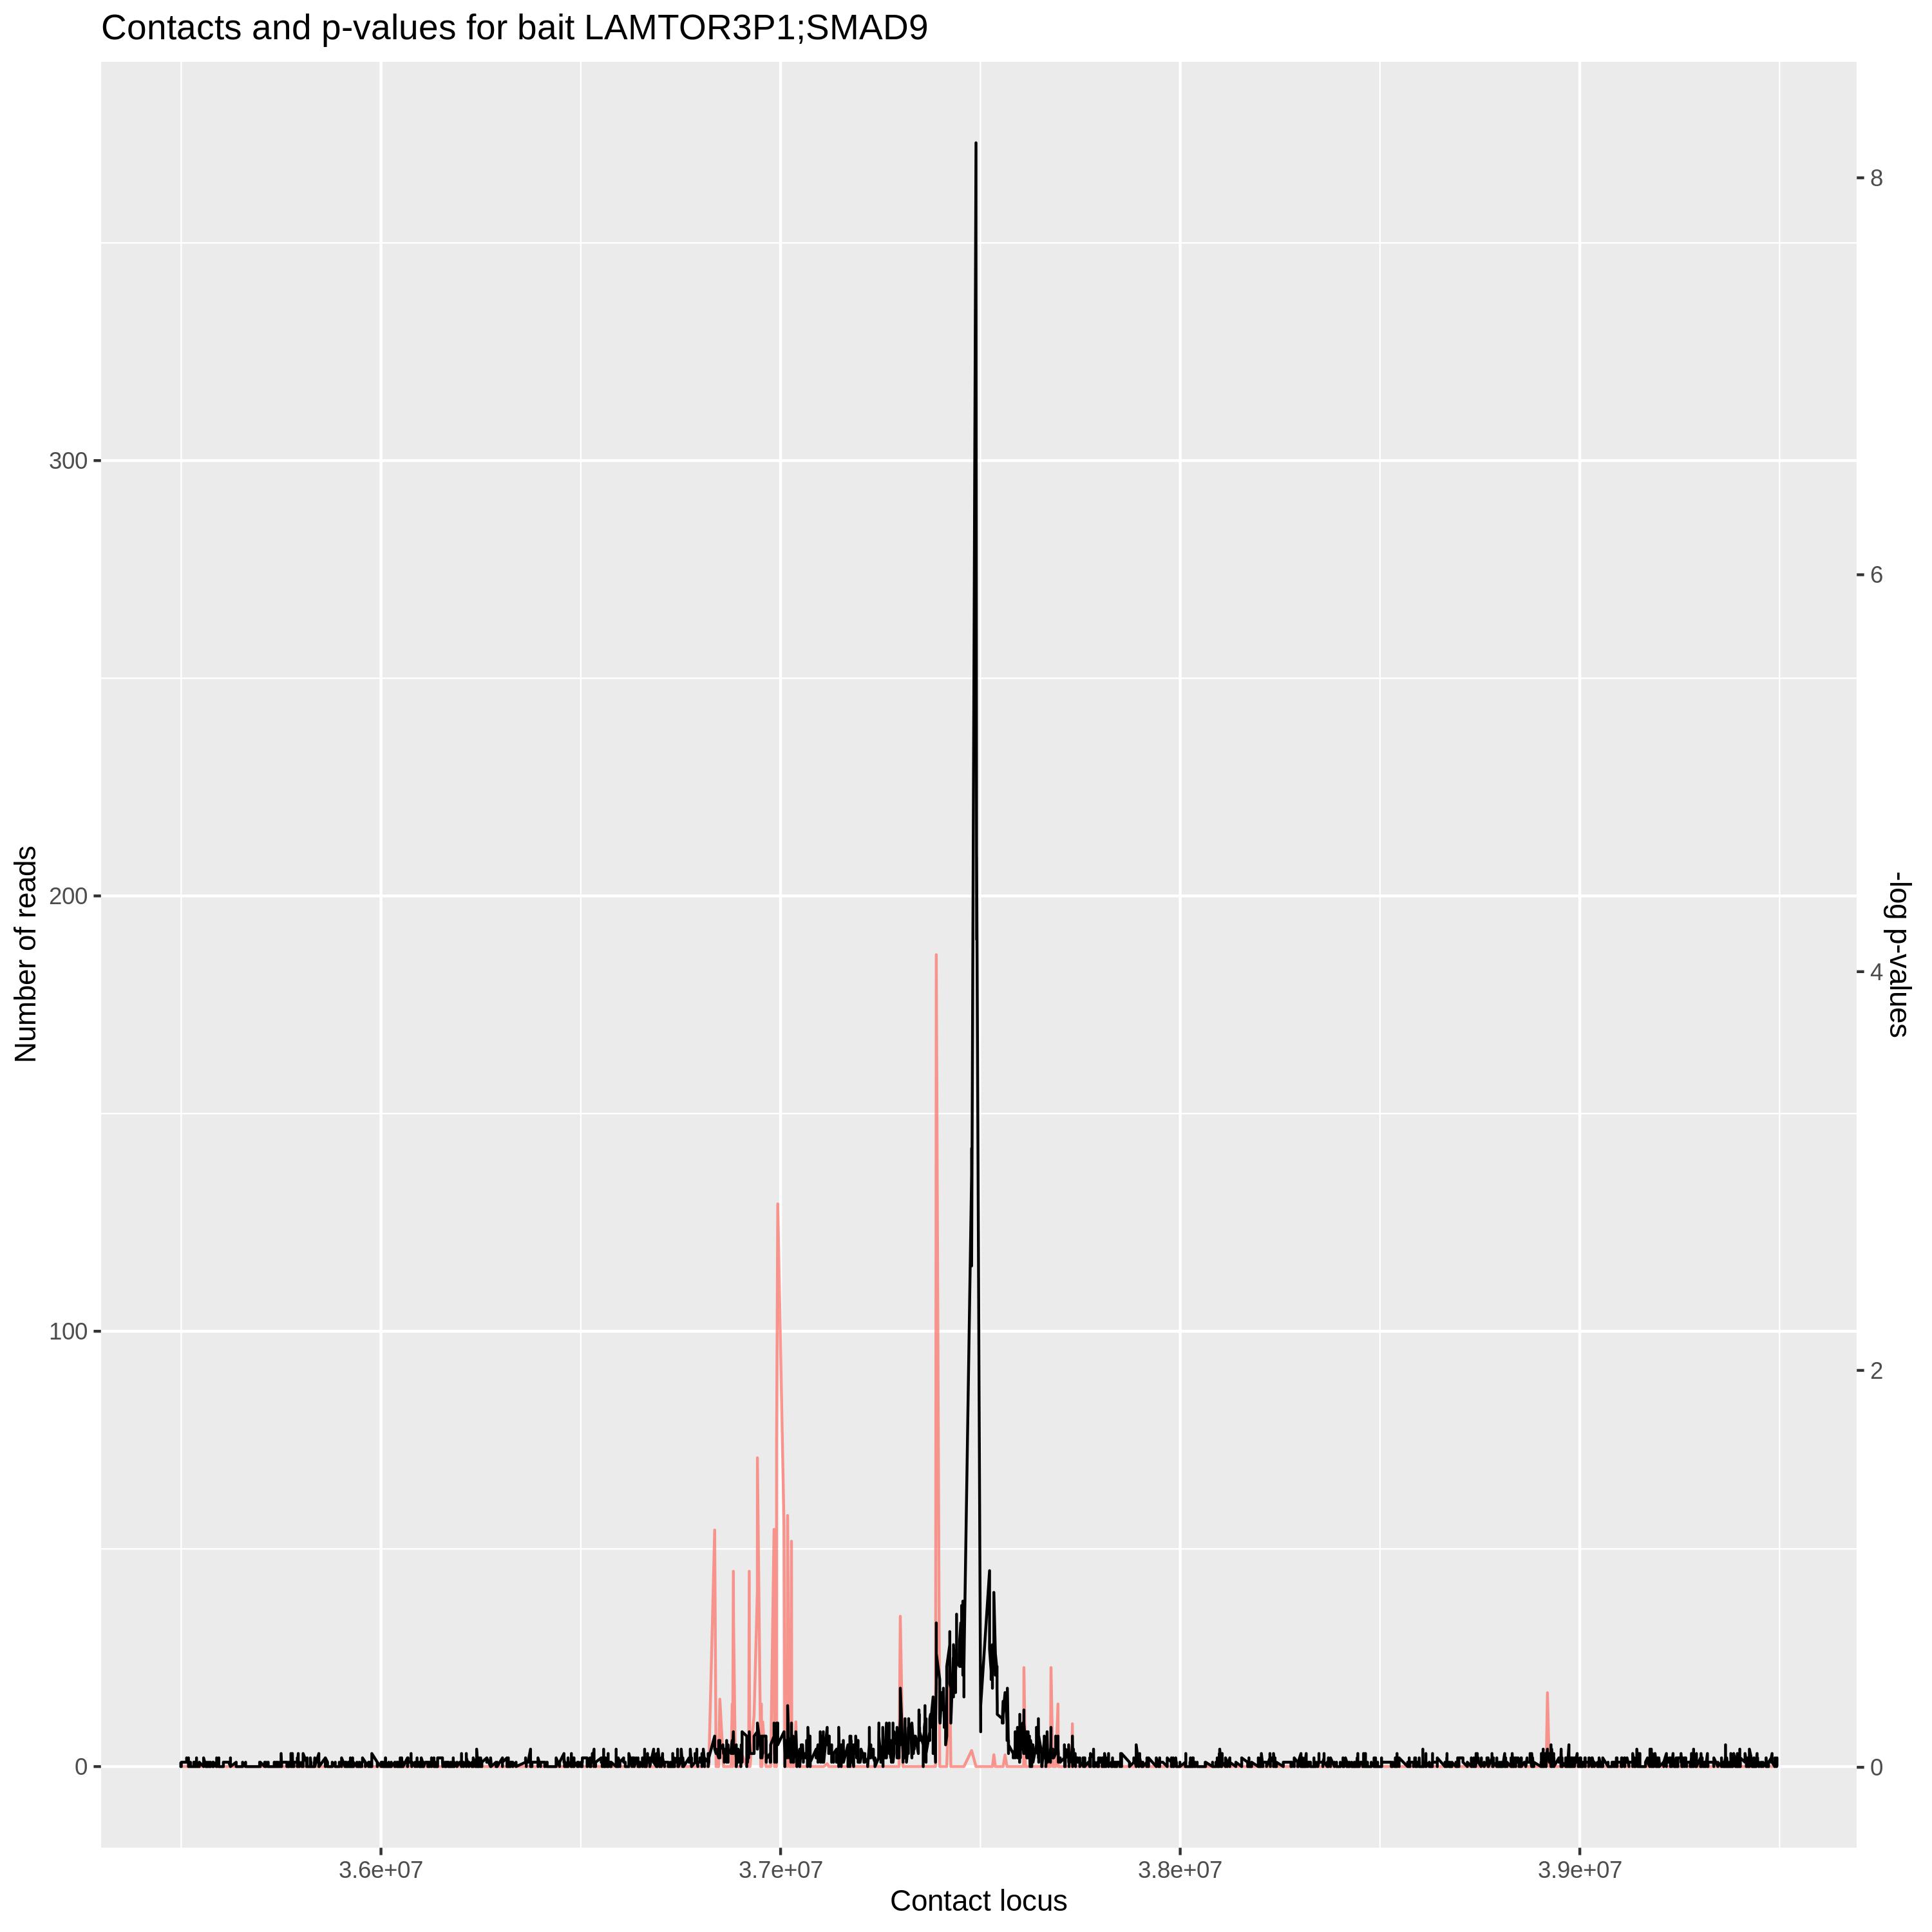 Contacts and p-values for bait LAMTOR3P1;SMAD9
Number of reads
300
200
100
0
8
6
4
2
0
-log p-values
3.6e+07
3.7e+07
3.8e+07
3.9e+07
Contact locus